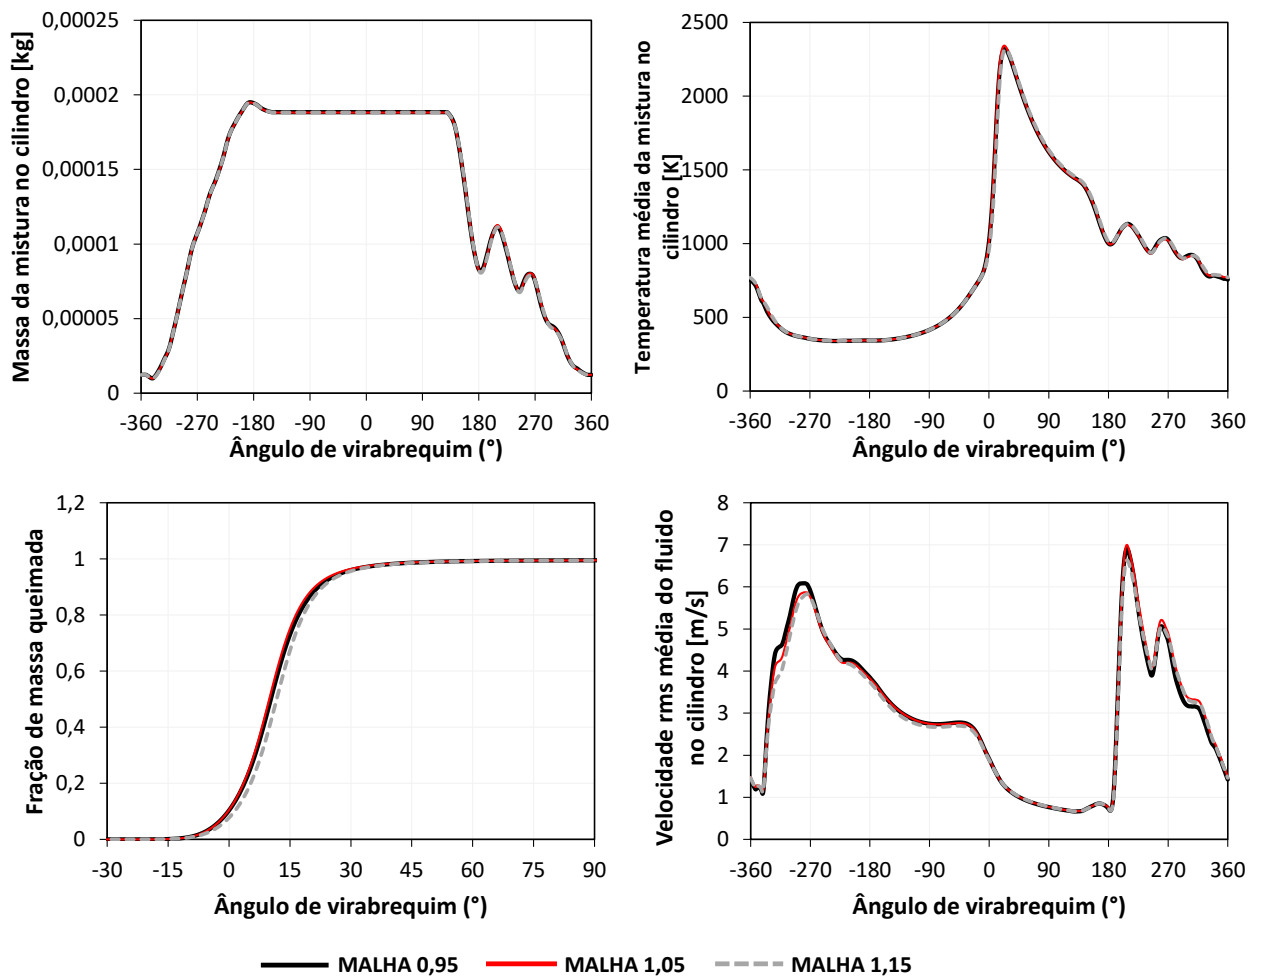 Massa da mistura no cilindro [kg]
0,00025
0,0002
0,00015
0,0001
0,00005
0
-360 -270 -180 -90 0 90 180 270 360
Ângulo de virabrequim (°)
Temperatura média da mistura no
cilindro [K]
2500
2000
1500
1000
500
0
-360 -270 -180 -90 0 90 180 270 360
Ângulo de virabrequim (°)
Fração de massa queimada
1,2
1
0,8
0,6
0,4
0,2
0
-30 -15 0 15 30 45 60 75 90
Ângulo de virabrequim (°)
Velocidade rms média do fluido
no cilindro [m/s]
8
7
6
5
4
3
2
1
0
-360 -270 -180 -90 0 90 180 270 360
Ângulo de virabrequim (°)
MALHA 0,95 MALHA 1,05 MALHA 1,15